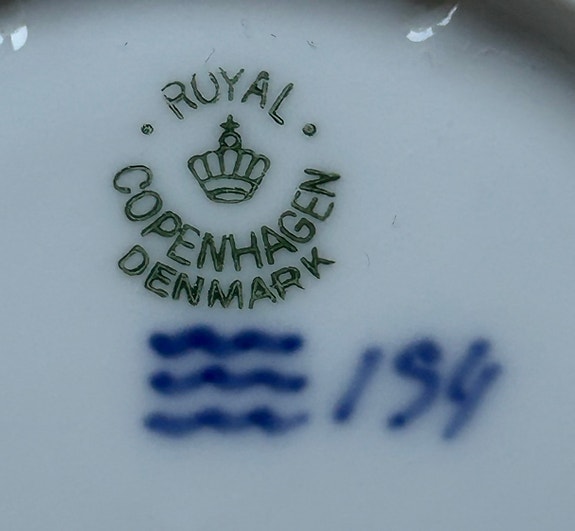 ROYAL
COPENHAGEN
DENMARK
194